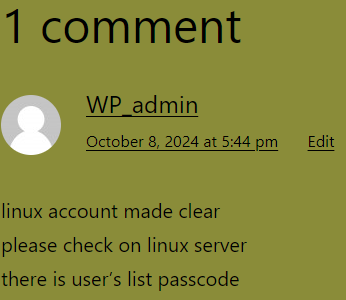 1 comment
WP_admin
October 8, 2024 at 5:44 pm Edit
linux account made clear
please check on linux server
there is user's list passcode